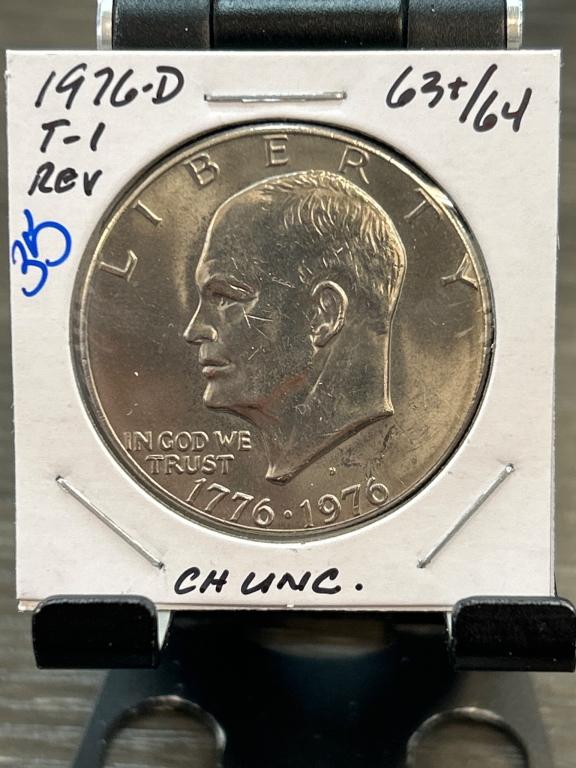 1976-D
63+/64
T-1
REV
35
LIBERTY
IN GOD WE
TRUST
D
1776·1976
CH UNC.